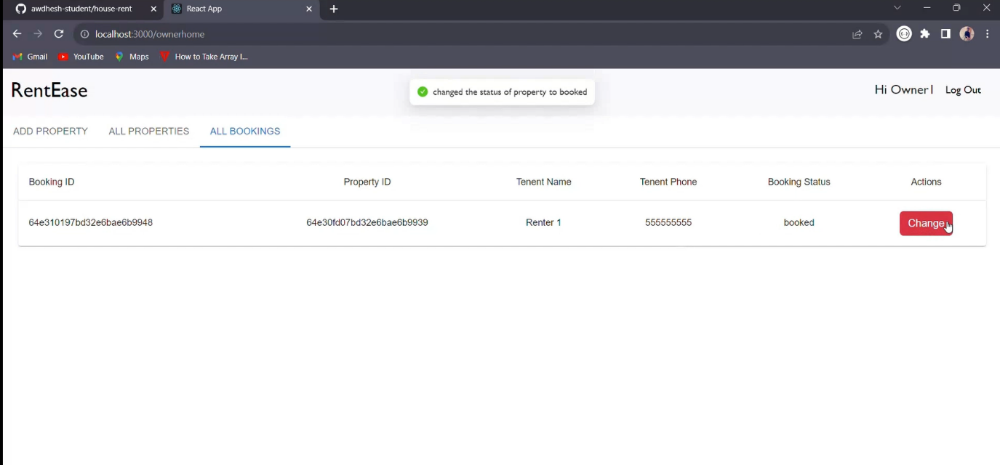 awdhesh-student/house-rent React App
localhost:3000/ownerhome
Gmail YouTube Maps How to Take Array I...
RentEase changed the status of property to booked Hi Owner1 Log Out
ADD PROPERTY ALL PROPERTIES ALL BOOKINGS
Booking ID Property ID Tenent Name Tenent Phone Booking Status Actions
64e310197bd32e6bae6b9948 64e30fd07bd32e6bae6b9939 Renter 1 555555555 booked Change